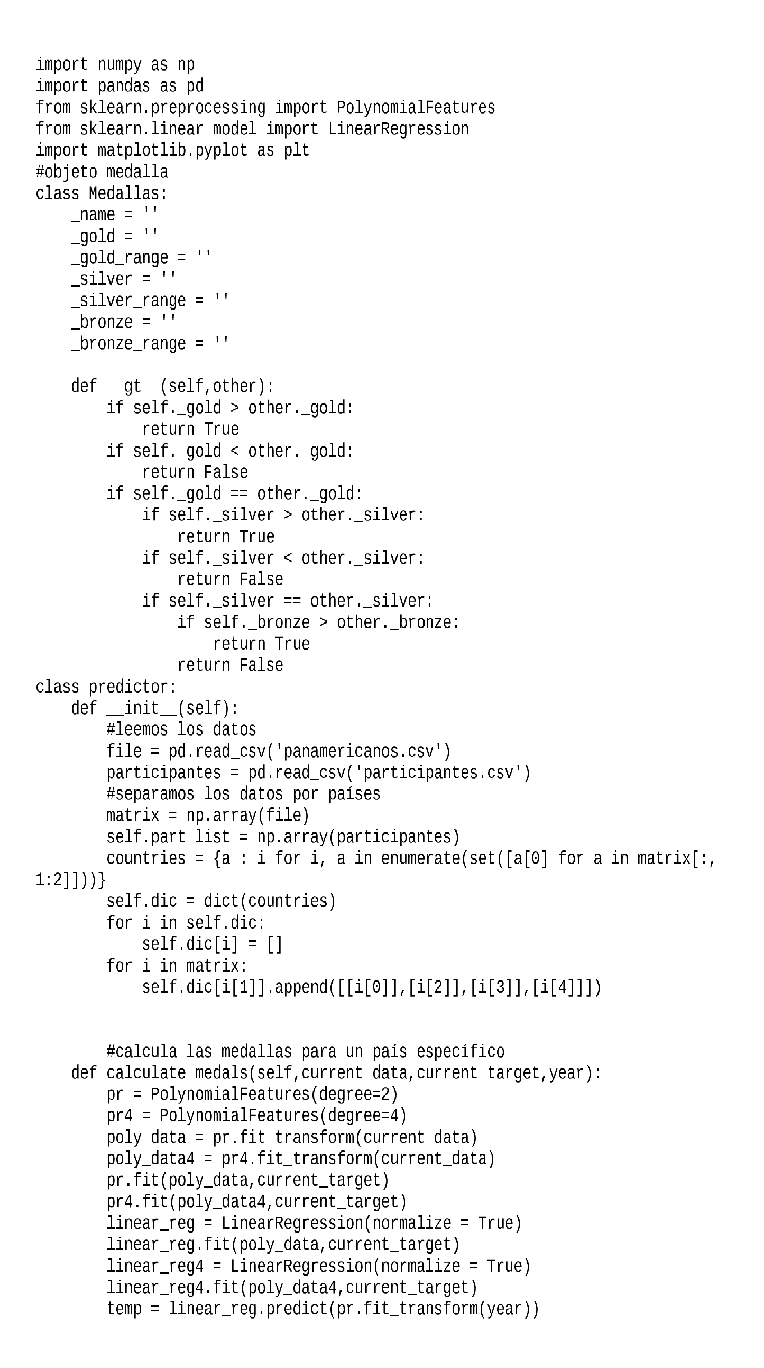 import numpy as np
import pandas as pd
from sklearn.preprocessing import PolynomialFeatures
from sklearn.linear model import LinearRegression
import matplotlib.pyplot as plt
#objeto medalla
class Medallas:
    _name = ''
    _gold = ''
    _gold_range = ''
    _silver = ''
    _silver_range = ''
    _bronze = ''
    _bronze_range = ''

    def   gt  (self,other):
        if self._gold > other._gold:
            return True
        if self. gold < other. gold:
            return False
        if self._gold == other._gold:
            if self._silver > other._silver:
                return True
            if self._silver < other._silver:
                return False
            if self._silver == other._silver:
                if self._bronze > other._bronze:
                    return True
                return False
class predictor:
    def __init__(self):
        #leemos los datos
        file = pd.read_csv('panamericanos.csv')
        participantes = pd.read_csv('participantes.csv')
        #separamos los datos por países
        matrix = np.array(file)
        self.part list = np.array(participantes)
        countries = {a : i for i, a in enumerate(set([a[0] for a in matrix[:,
1:2]]))}
        self.dic = dict(countries)
        for i in self.dic:
            self.dic[i] = []
        for i in matrix:
            self.dic[i[1]].append([[i[0]],[i[2]],[i[3]],[i[4]]])


        #calcula las medallas para un país específico
    def calculate medals(self,current data,current target,year):
        pr = PolynomialFeatures(degree=2)
        pr4 = PolynomialFeatures(degree=4)
        poly data = pr.fit transform(current data)
        poly_data4 = pr4.fit_transform(current_data)
        pr.fit(poly_data,current_target)
        pr4.fit(poly_data4,current_target)
        linear_reg = LinearRegression(normalize = True)
        linear_reg.fit(poly_data,current_target)
        linear_reg4 = LinearRegression(normalize = True)
        linear_reg4.fit(poly_data4,current_target)
        temp = linear_reg.predict(pr.fit_transform(year))